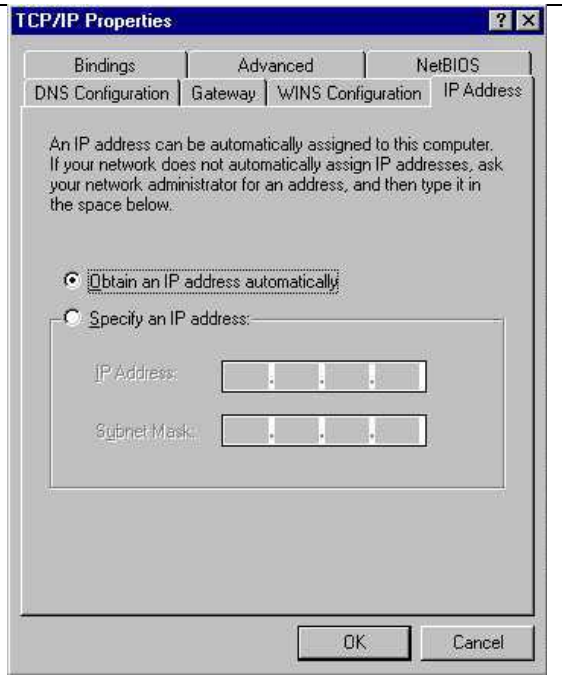 TCP/IP Properties
Bindings Advanced NetBIOS
DNS Configuration Gateway WINS Configuration IP Address
An IP address can be automatically assigned to this computer.
If your network does not automatically assign IP addresses, ask
your network administrator for an address, and then type it in
the space below.
Obtain an IP address automatically
Specify an IP address:
IP Address:
Subnet Mask:
OK Cancel